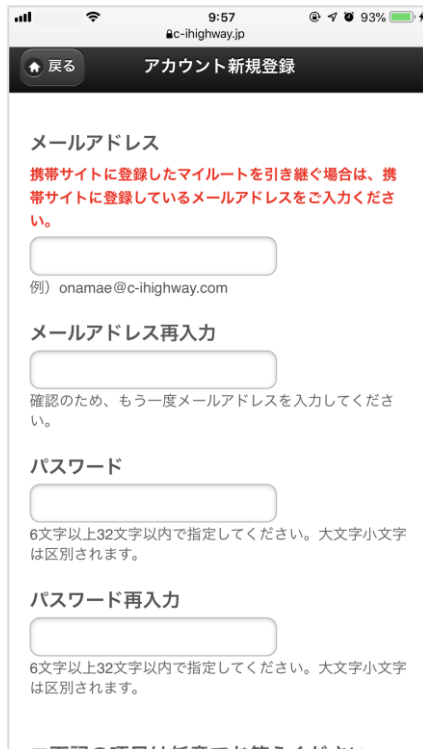 9:57
93%
c-ihighway.jp
戻る
アカウント新規登録
メールアドレス
携帯サイトに登録したマイルートを引き継ぐ場合は、携
帯サイトに登録しているメールアドレスをご入力くださ
い。
例）onamae@c-ihighway.com
メールアドレス再入力
確認のため、もう一度メールアドレスを入力してくださ
い。
パスワード
6文字以上32文字以内で指定してください。大文字小文字
は区別されます。
パスワード再入力
6文字以上32文字以内で指定してください。大文字小文字
は区別されます。